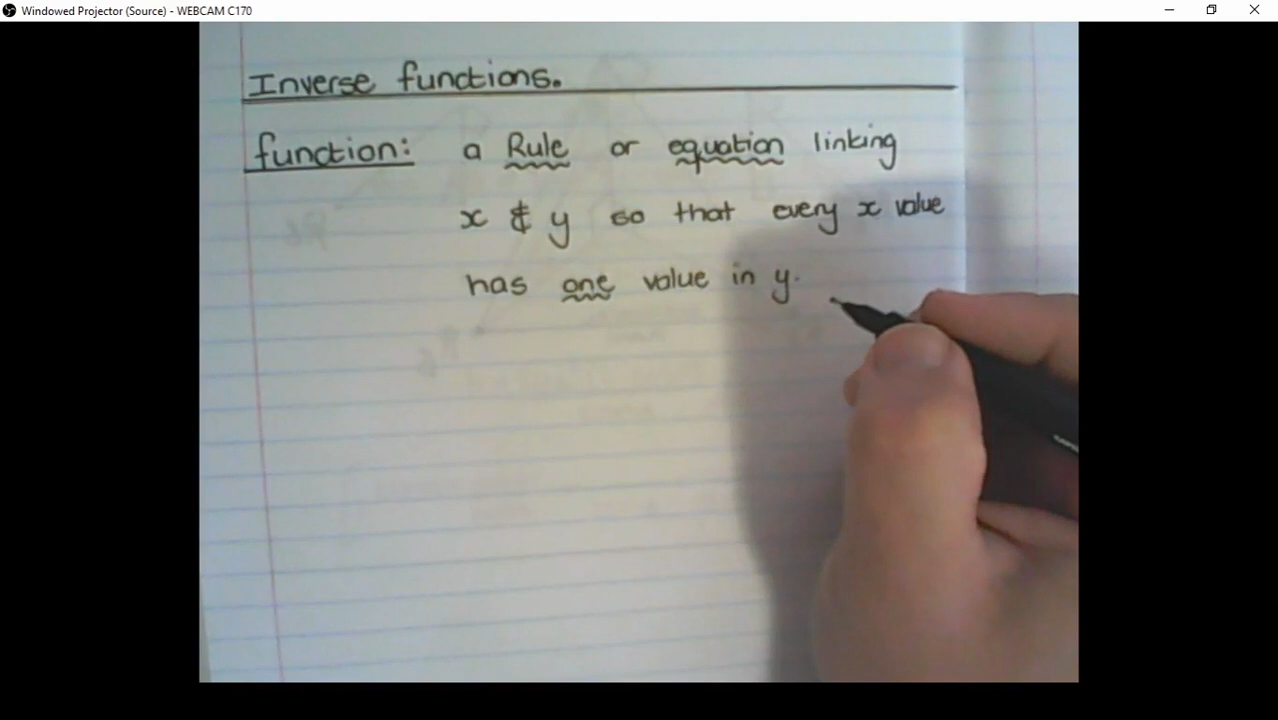 Windowed Projector (Source) - WEBCAM C170
Inverse functions.
function: a Rule or equation linking
x & y so that every x value
has one value in y.